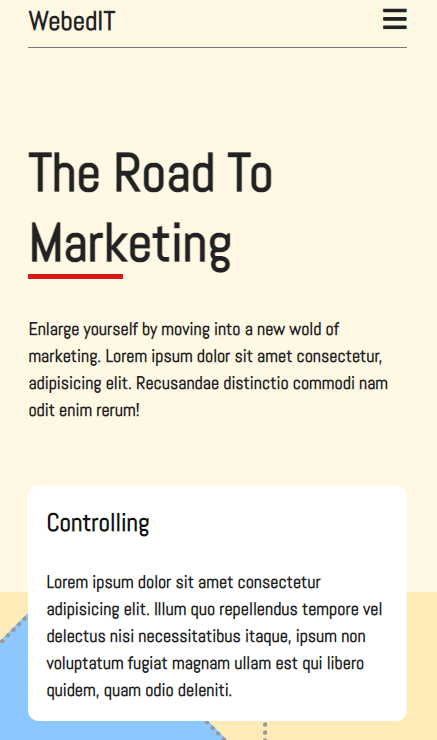 WebedIT
The Road To
Marketing
Enlarge yourself by moving into a new wold of
marketing. Lorem ipsum dolor sit amet consectetur,
adipisicing elit. Recusandae distinctio commodi nam
odit enim rerum!
Controlling
Lorem ipsum dolor sit amet consectetur
adipisicing elit. Illum quo repellendus tempore vel
delectus nisi necessitatibus itaque, ipsum non
voluptatum fugiat magnam ullam est qui libero
quidem, quam odio deleniti.